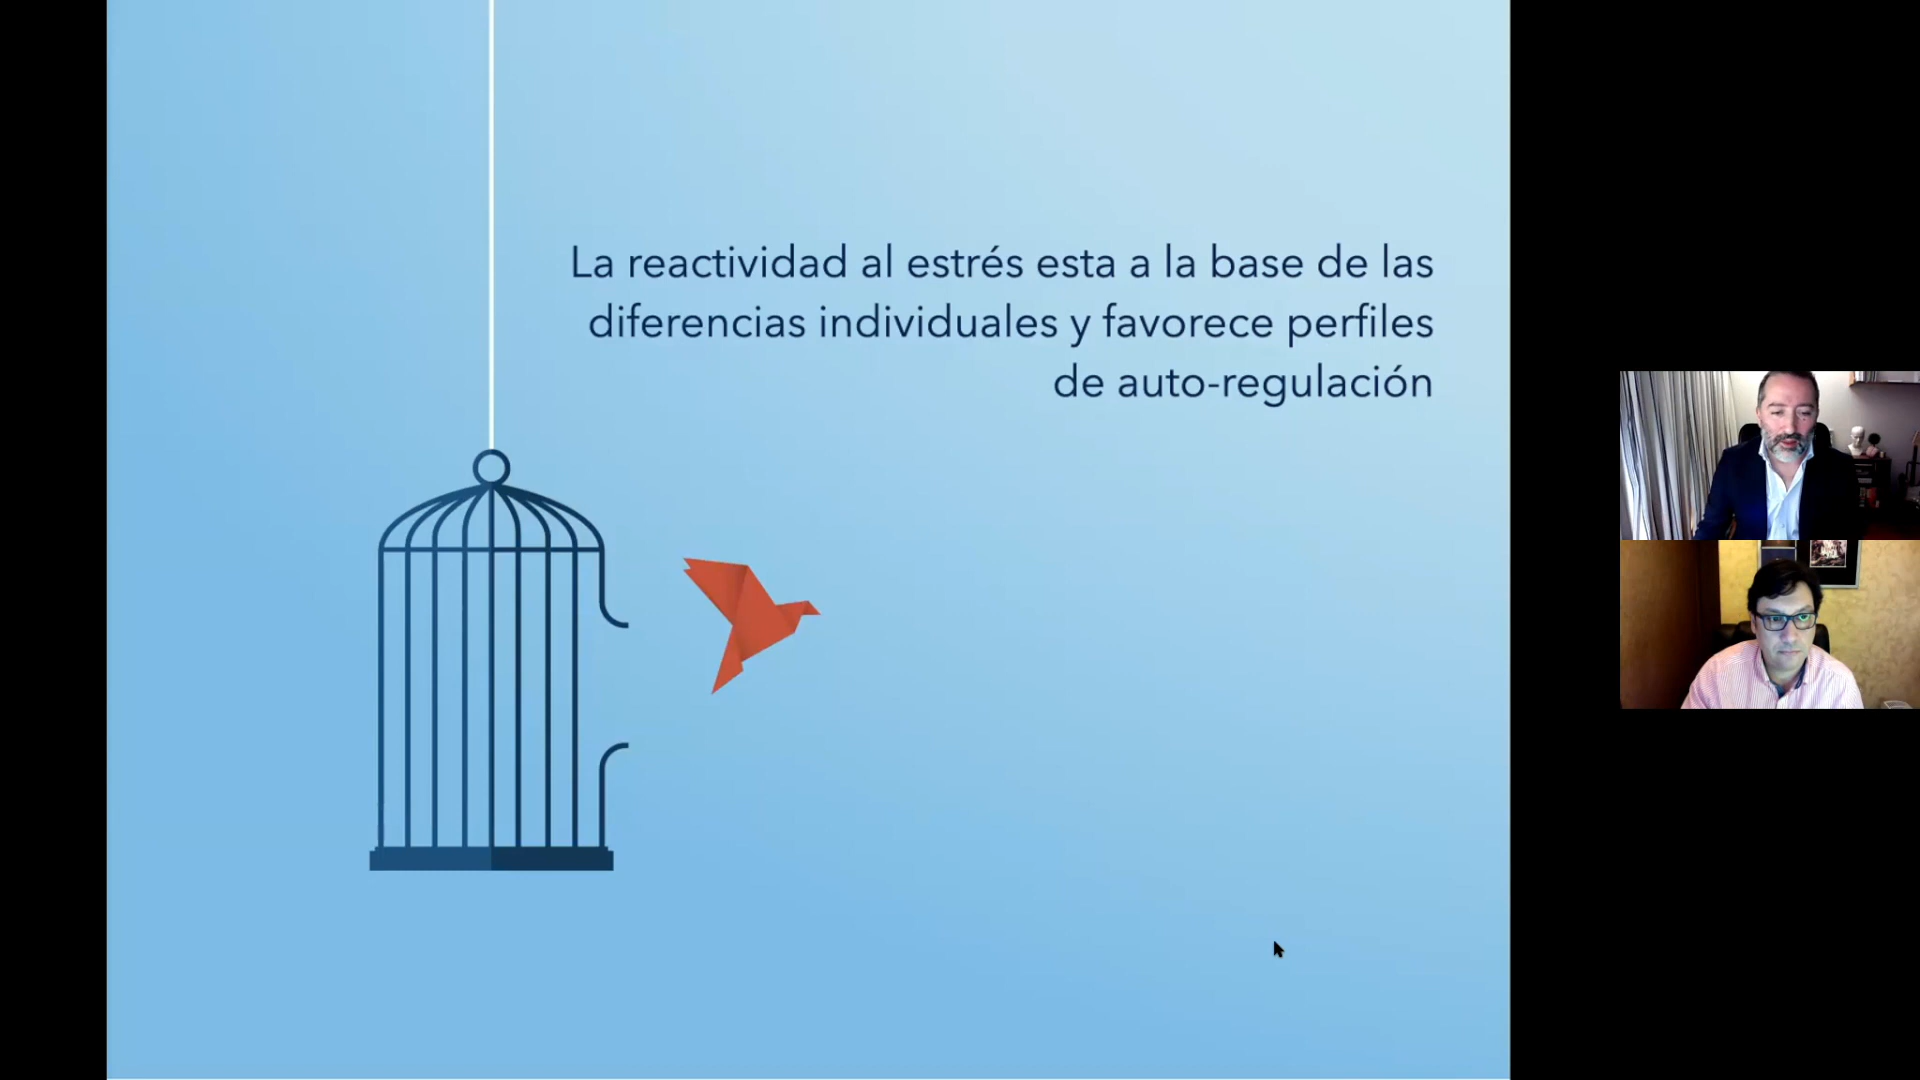 La reactividad al estrés esta a la base de las
diferencias individuales y favorece perfiles
de auto-regulación